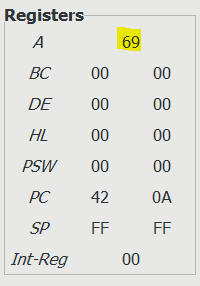 Registers
A 69
BC 00 00
DE 00 00
HL 00 00
PSW 00 00
PC 42 0A
SP FF FF
Int-Reg 00